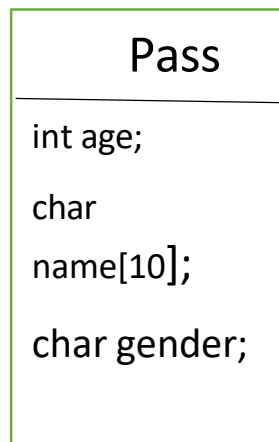 Pass
int age;
char
name[10];
char gender;